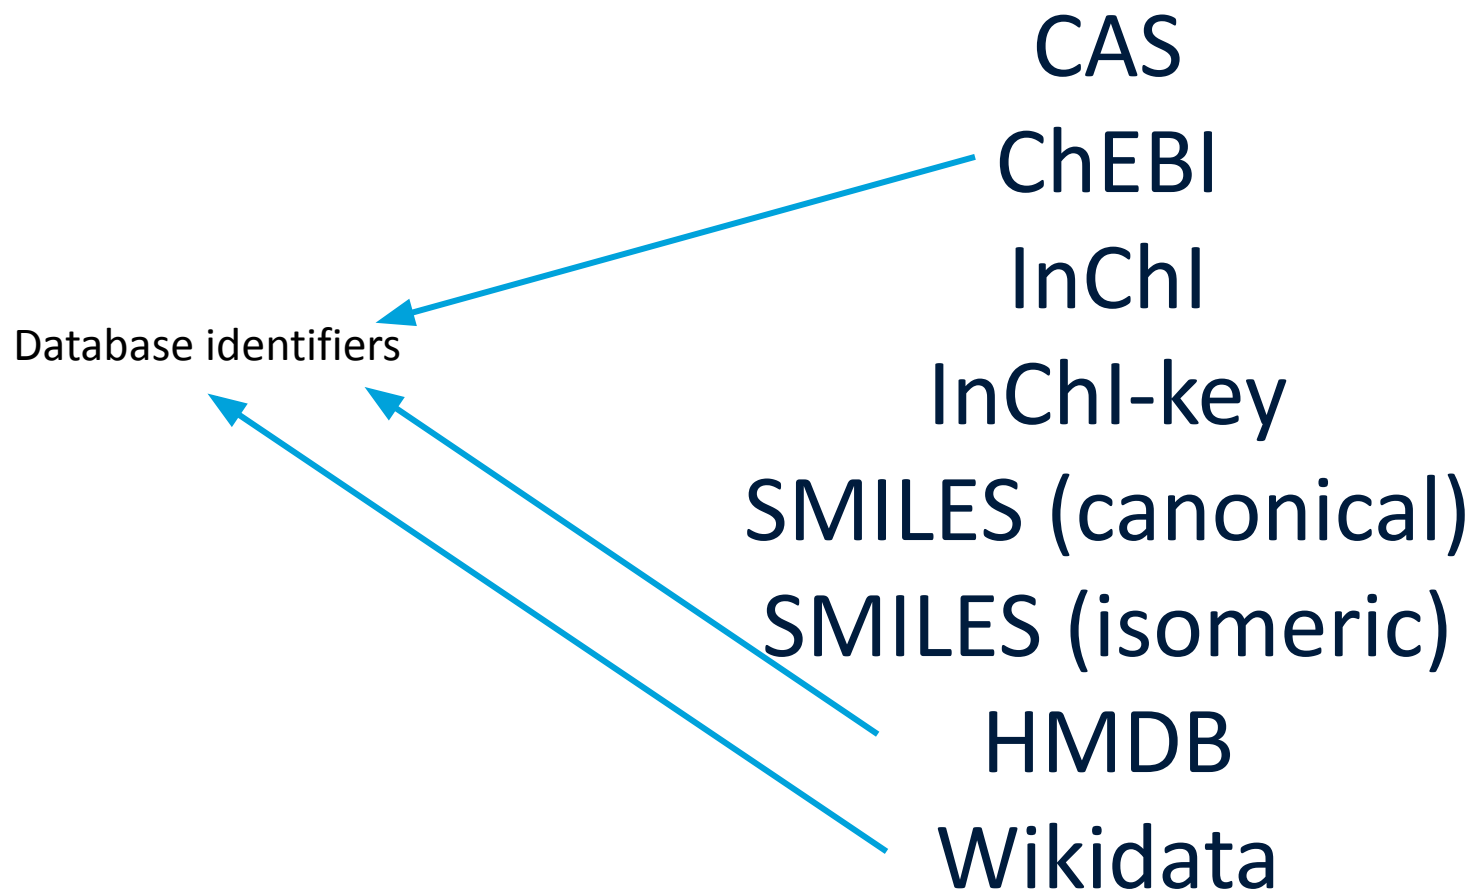 CAS
ChEBI
InChI
Database identifiers
InChI-key
SMILES (canonical)
SMILES (isomeric)
HMDB
Wikidata